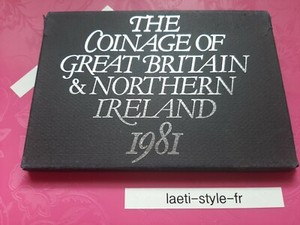 THE
COINAGE OF
GREAT BRITAIN
& NORTHERN
IRELAND
1981
laeti-style-fr